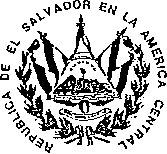 REPUBLICA DE EL SALVADOR EN LA AMERICA CENTRAL